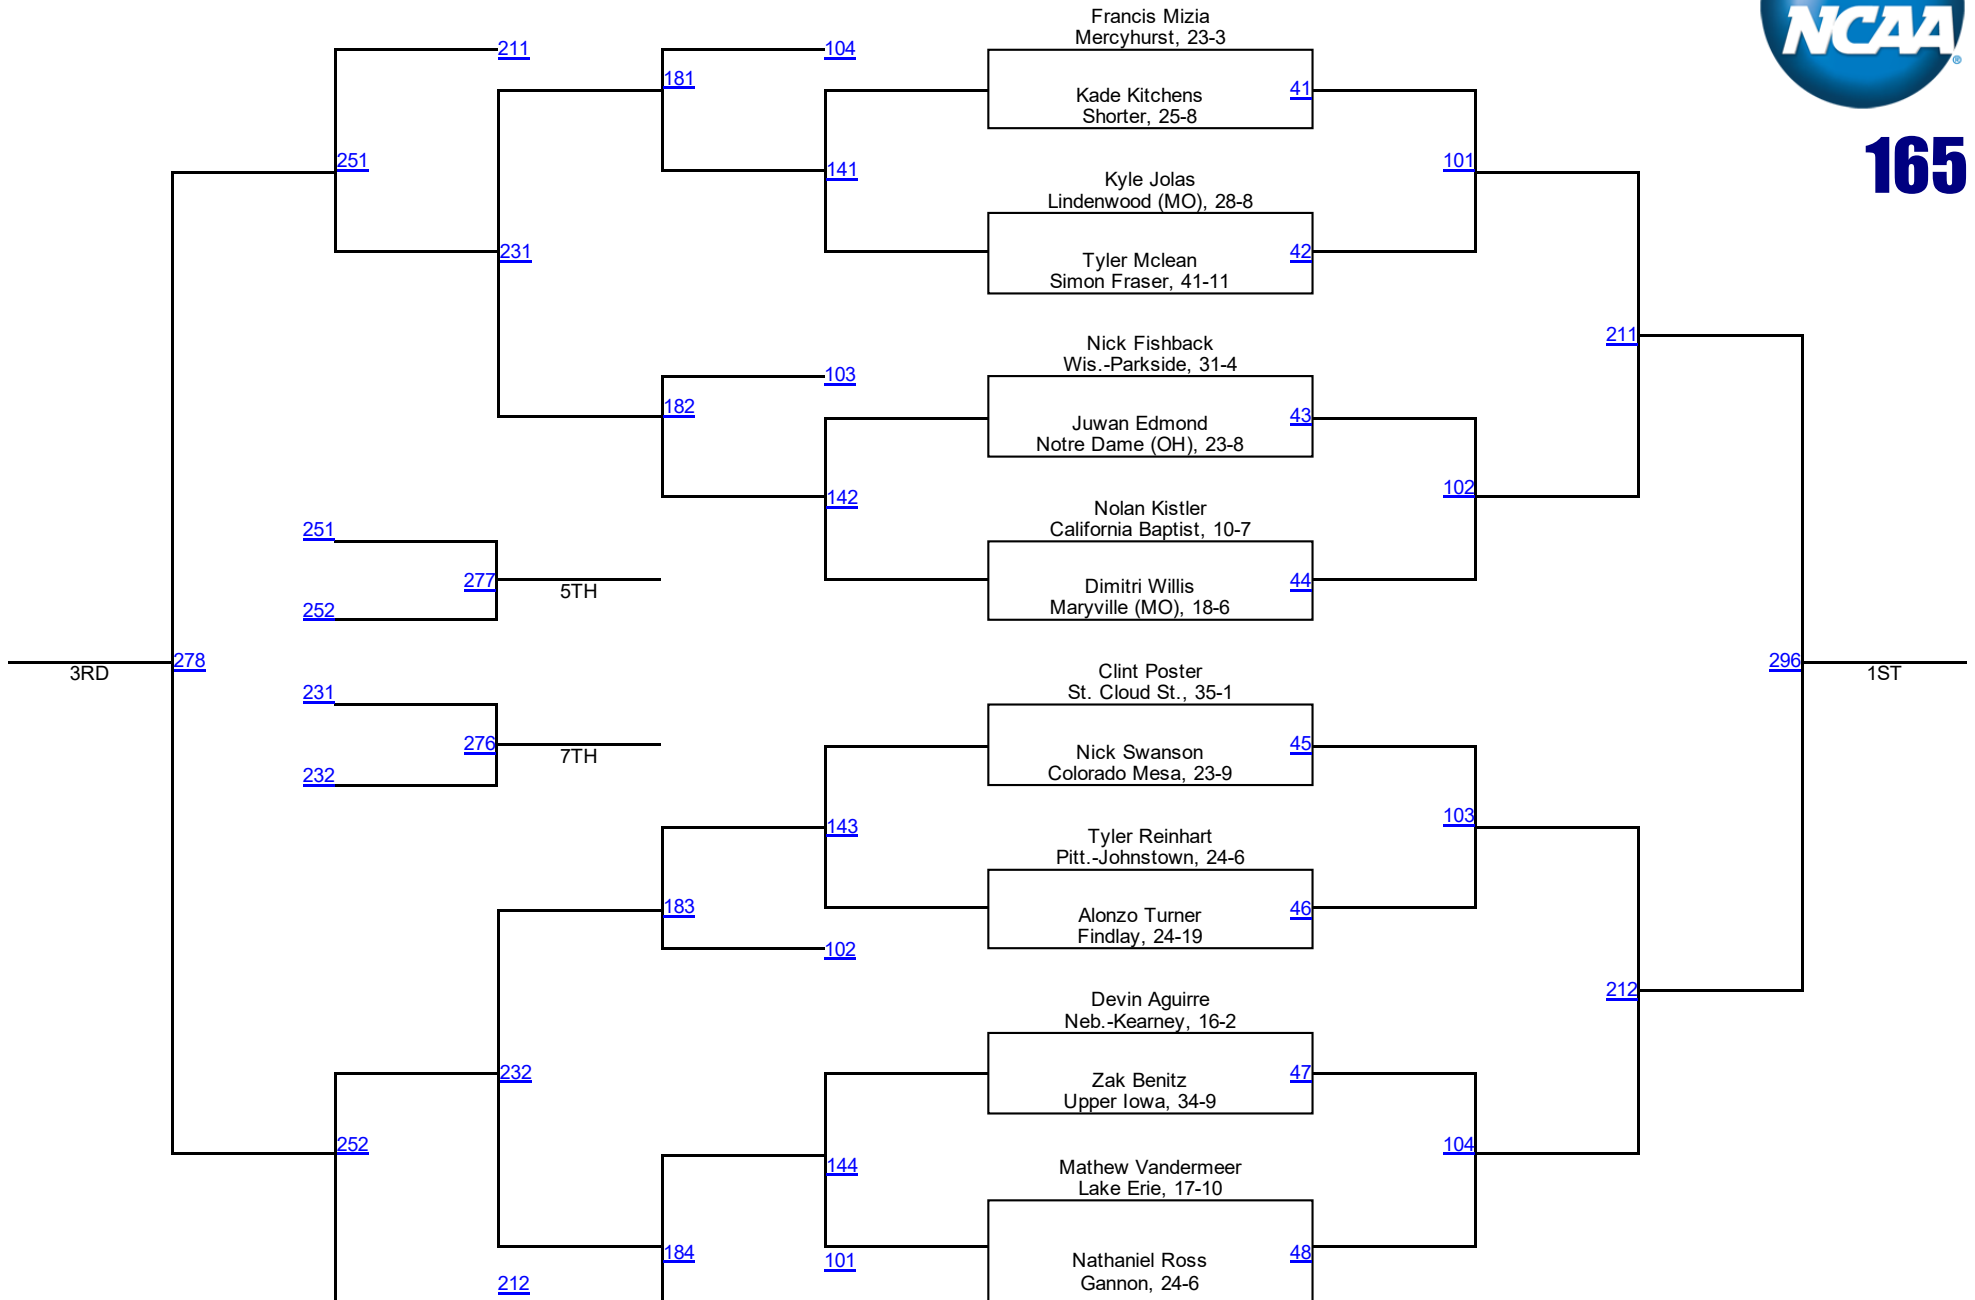 Francis Mizia
Mercyhurst, 23-3
NCAA
®
211
104
181
Kade Kitchens
Shorter, 25-8
41
165
251
141
101
Kyle Jolas
Lindenwood (MO), 28-8
231
Tyler Mclean
Simon Fraser, 41-11
42
211
Nick Fishback
Wis.-Parkside, 31-4
103
182
Juwan Edmond
Notre Dame (OH), 23-8
43
142
102
Nolan Kistler
California Baptist, 10-7
251
277
5TH
252
Dimitri Willis
Maryville (MO), 18-6
44
3RD
278
Clint Poster
St. Cloud St., 35-1
296
1ST
231
276
7TH
232
Nick Swanson
Colorado Mesa, 23-9
45
143
103
Tyler Reinhart
Pitt.-Johnstown, 24-6
183
Alonzo Turner
Findlay, 24-19
46
102
212
Devin Aguirre
Neb.-Kearney, 16-2
232
Zak Benitz
Upper Iowa, 34-9
47
252
144
104
Mathew Vandermeer
Lake Erie, 17-10
184
101
212
Nathaniel Ross
Gannon, 24-6
48